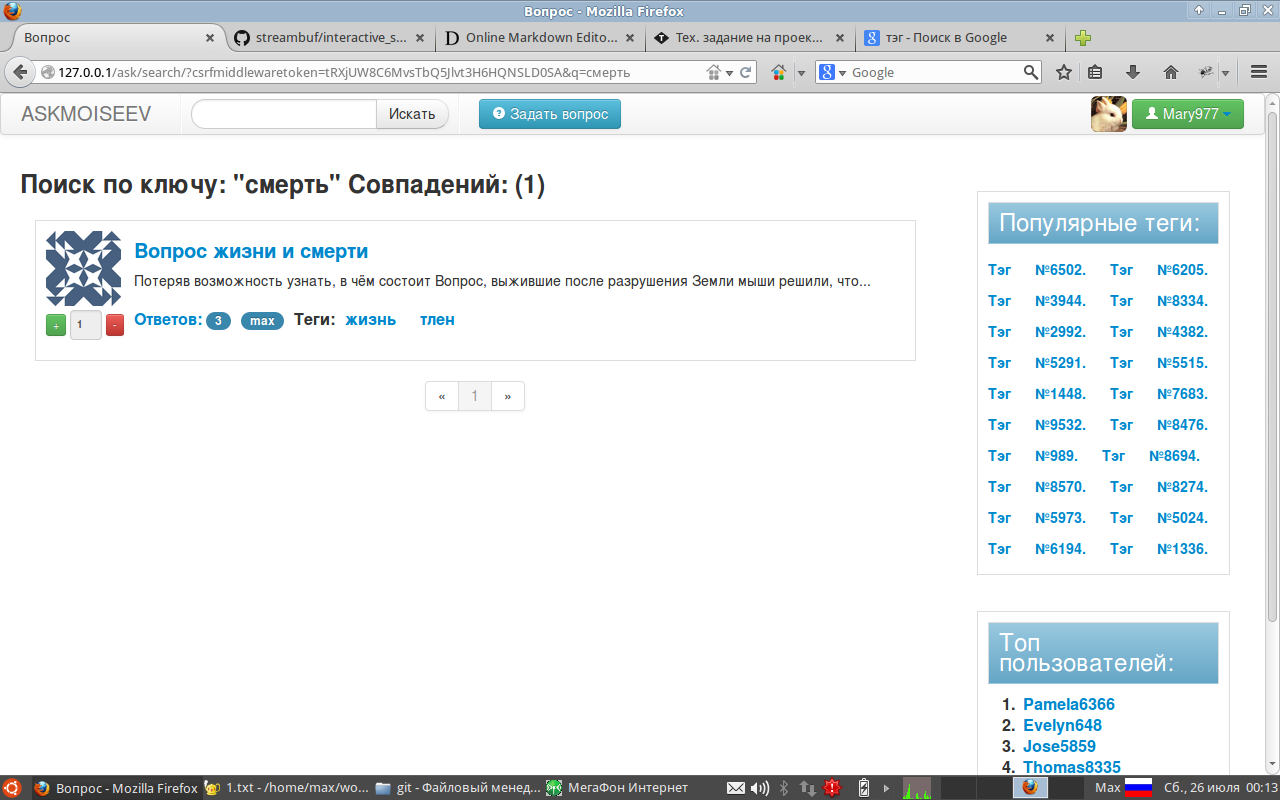 Вопрос - Mozilla Firefox
Вопрос
streambuf/interactive_s...
Online Markdown Edito...
Тех. задание на проек...
тэг - Поиск в Google
127.0.0.1/ask/search/?csrfmiddlewaretoken=tRXjUW8C6MvsTbQ5Jlvt3H6HQNSLD0SA&q=смерть
Google
ASKMOISEEV
Искать
Задать вопрос
Mary977
Поиск по ключу: "смерть" Совпадений: (1)
Вопрос жизни и смерти
Потеряв возможность узнать, в чём состоит Вопрос, выжившие после разрушения Земли мыши решили, что...
+ 1 -
Ответов: 3 max Теги: жизнь тлен
« 1 »
Популярные теги:
Тэг №6502. Тэг №6205.
Тэг №3944. Тэг №8334.
Тэг №2992. Тэг №4382.
Тэг №5291. Тэг №5515.
Тэг №1448. Тэг №7683.
Тэг №9532. Тэг №8476.
Тэг №989. Тэг №8694.
Тэг №8570. Тэг №8274.
Тэг №5973. Тэг №5024.
Тэг №6194. Тэг №1336.
Топ
пользователей:
1. Pamela6366
2. Evelyn648
3. Jose5859
4. Thomas8335
Вопрос - Mozilla Firefox
1.txt - /home/max/wo...
git - Файловый менед...
МегаФон Интернет
Max
Сб., 26 июля 00:13